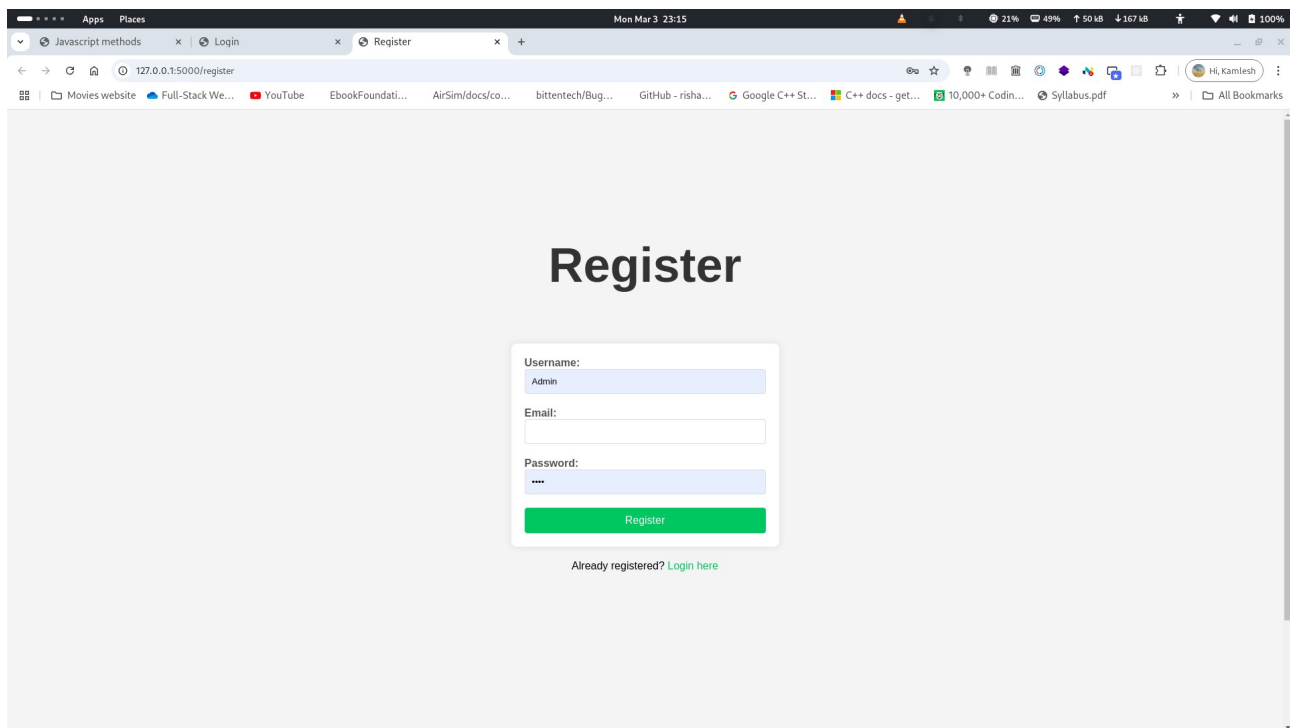 Apps Places Mon Mar 3 23:15 21% 49% ↑ 50 kB ↓ 167 kB 100%
Javascript methods Login Register
127.0.0.1:5000/register Hi, Kamlesh
Movies website Full-Stack We... YouTube EbookFoundati... AirSim/docs/co... bittentech/Bug... GitHub - risha... Google C++ St... C++ docs - get... 10,000+ Codin... Syllabus.pdf » All Bookmarks
Register
Username:
Admin
Email:
Password:
••••
Register
Already registered? Login here